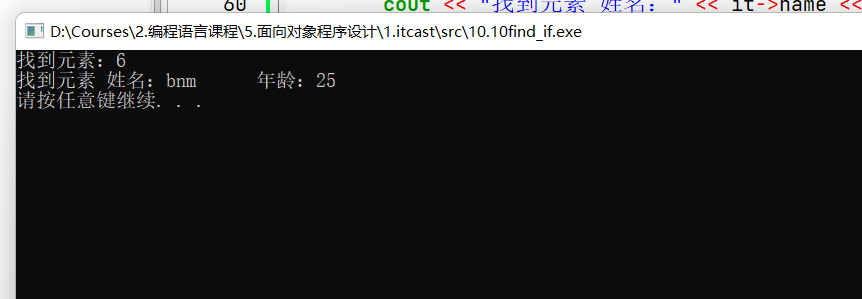 60 cout << "找到元素 姓名：" << it->name <<
D:\Courses\2.编程语言课程\5.面向对象程序设计\1.itcast\src\10.10find_if.exe
找到元素：6
找到元素 姓名：bnm 年龄：25
请按任意键继续. . .